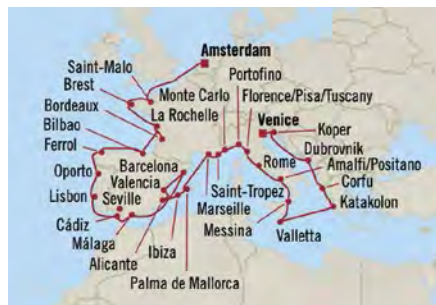 Amsterdam
Saint-Malo
Portofino
Brest
Monte Carlo
Florence/Pisa/Tuscany
Bordeaux
La Rochelle
Venice
Koper
Bilbao
Dubrovnik
Ferrol
Barcelona
Rome
Amalfi/Positano
Oporto
Valencia
Corfu
Lisbon
Seville
Saint-Tropez
Katakolon
Cádiz
Marseille
Málaga
Ibiza
Messina
Valletta
Alicante
Palma de Mallorca